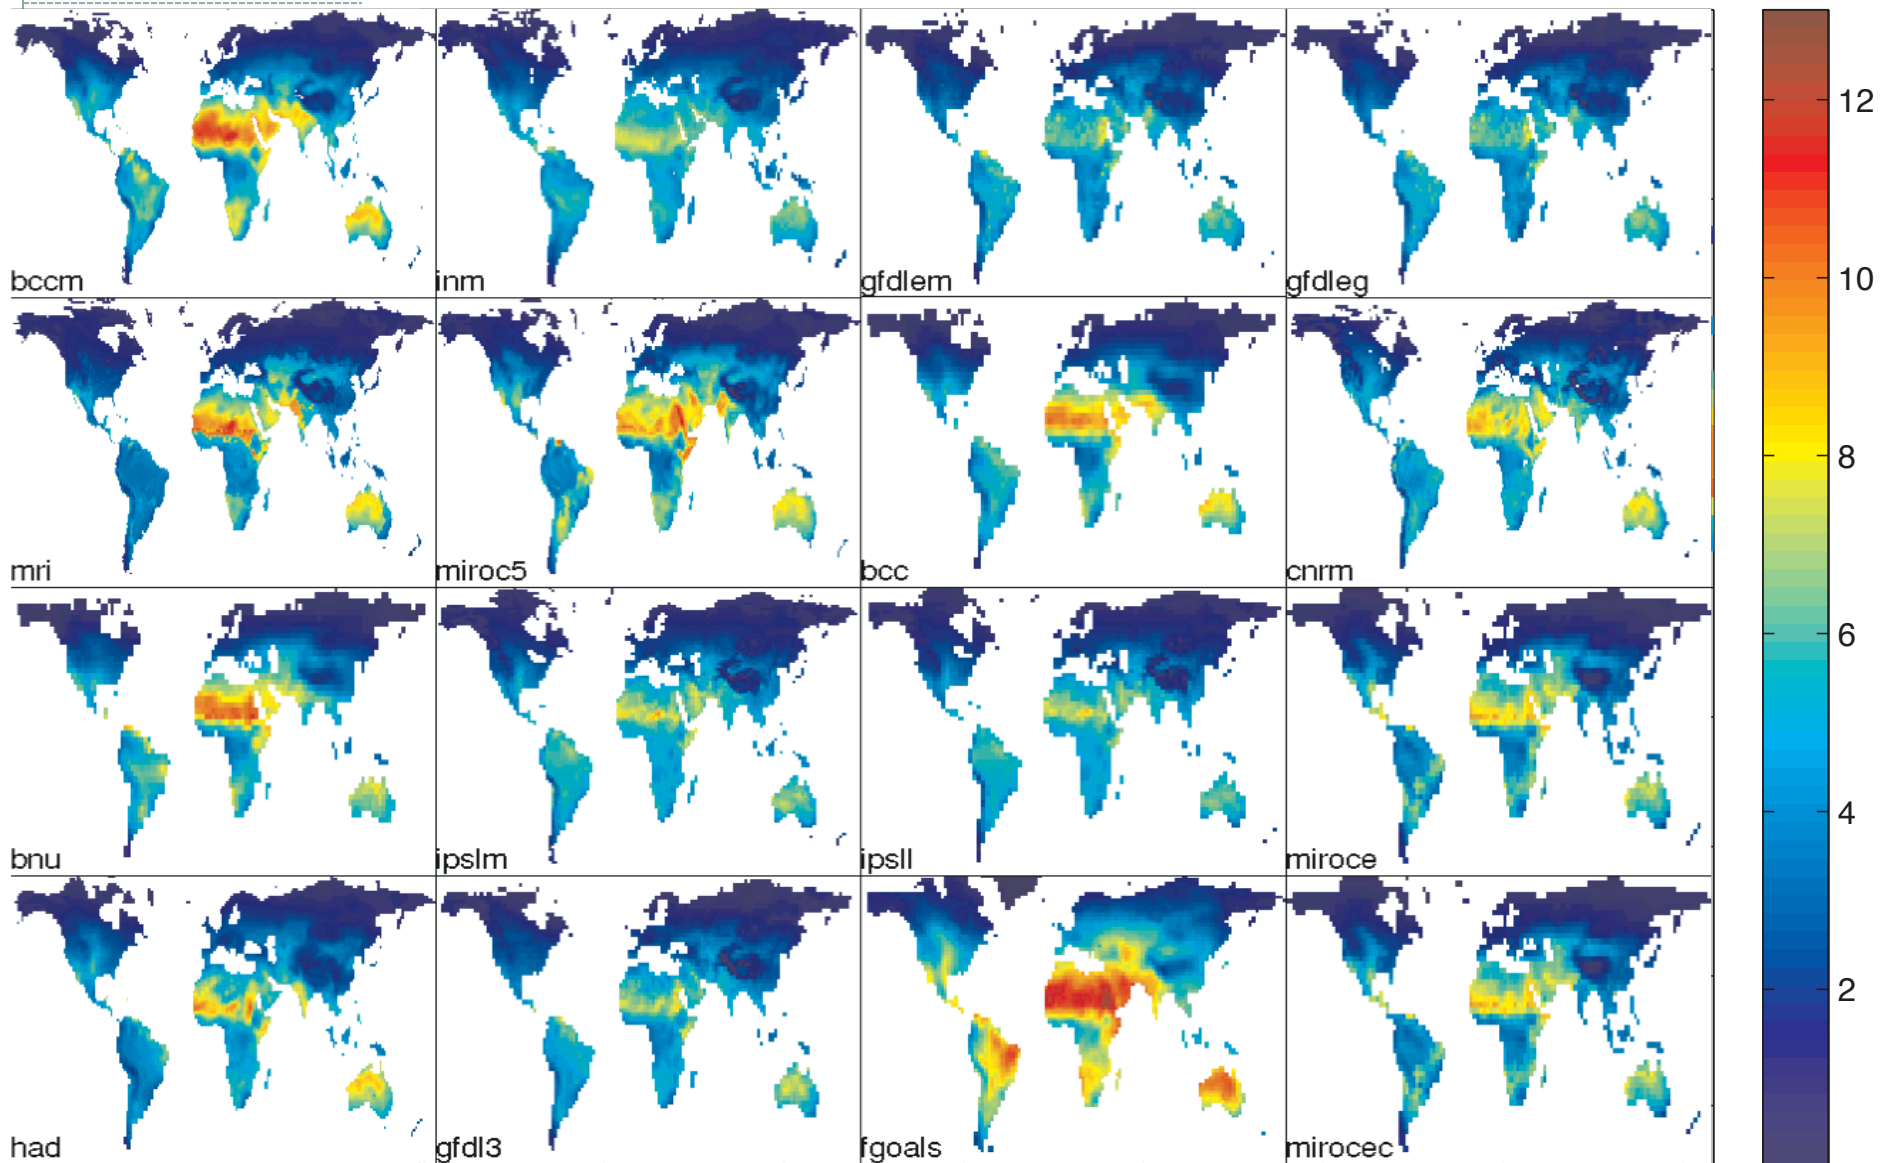 bccm
inm
gfdlem
gfdleg
mri
miroc5
bcc
cnrm
bnu
ipslm
ipsll
miroce
had
gfdl3
fgoals
mirocec
12
10
8
6
4
2